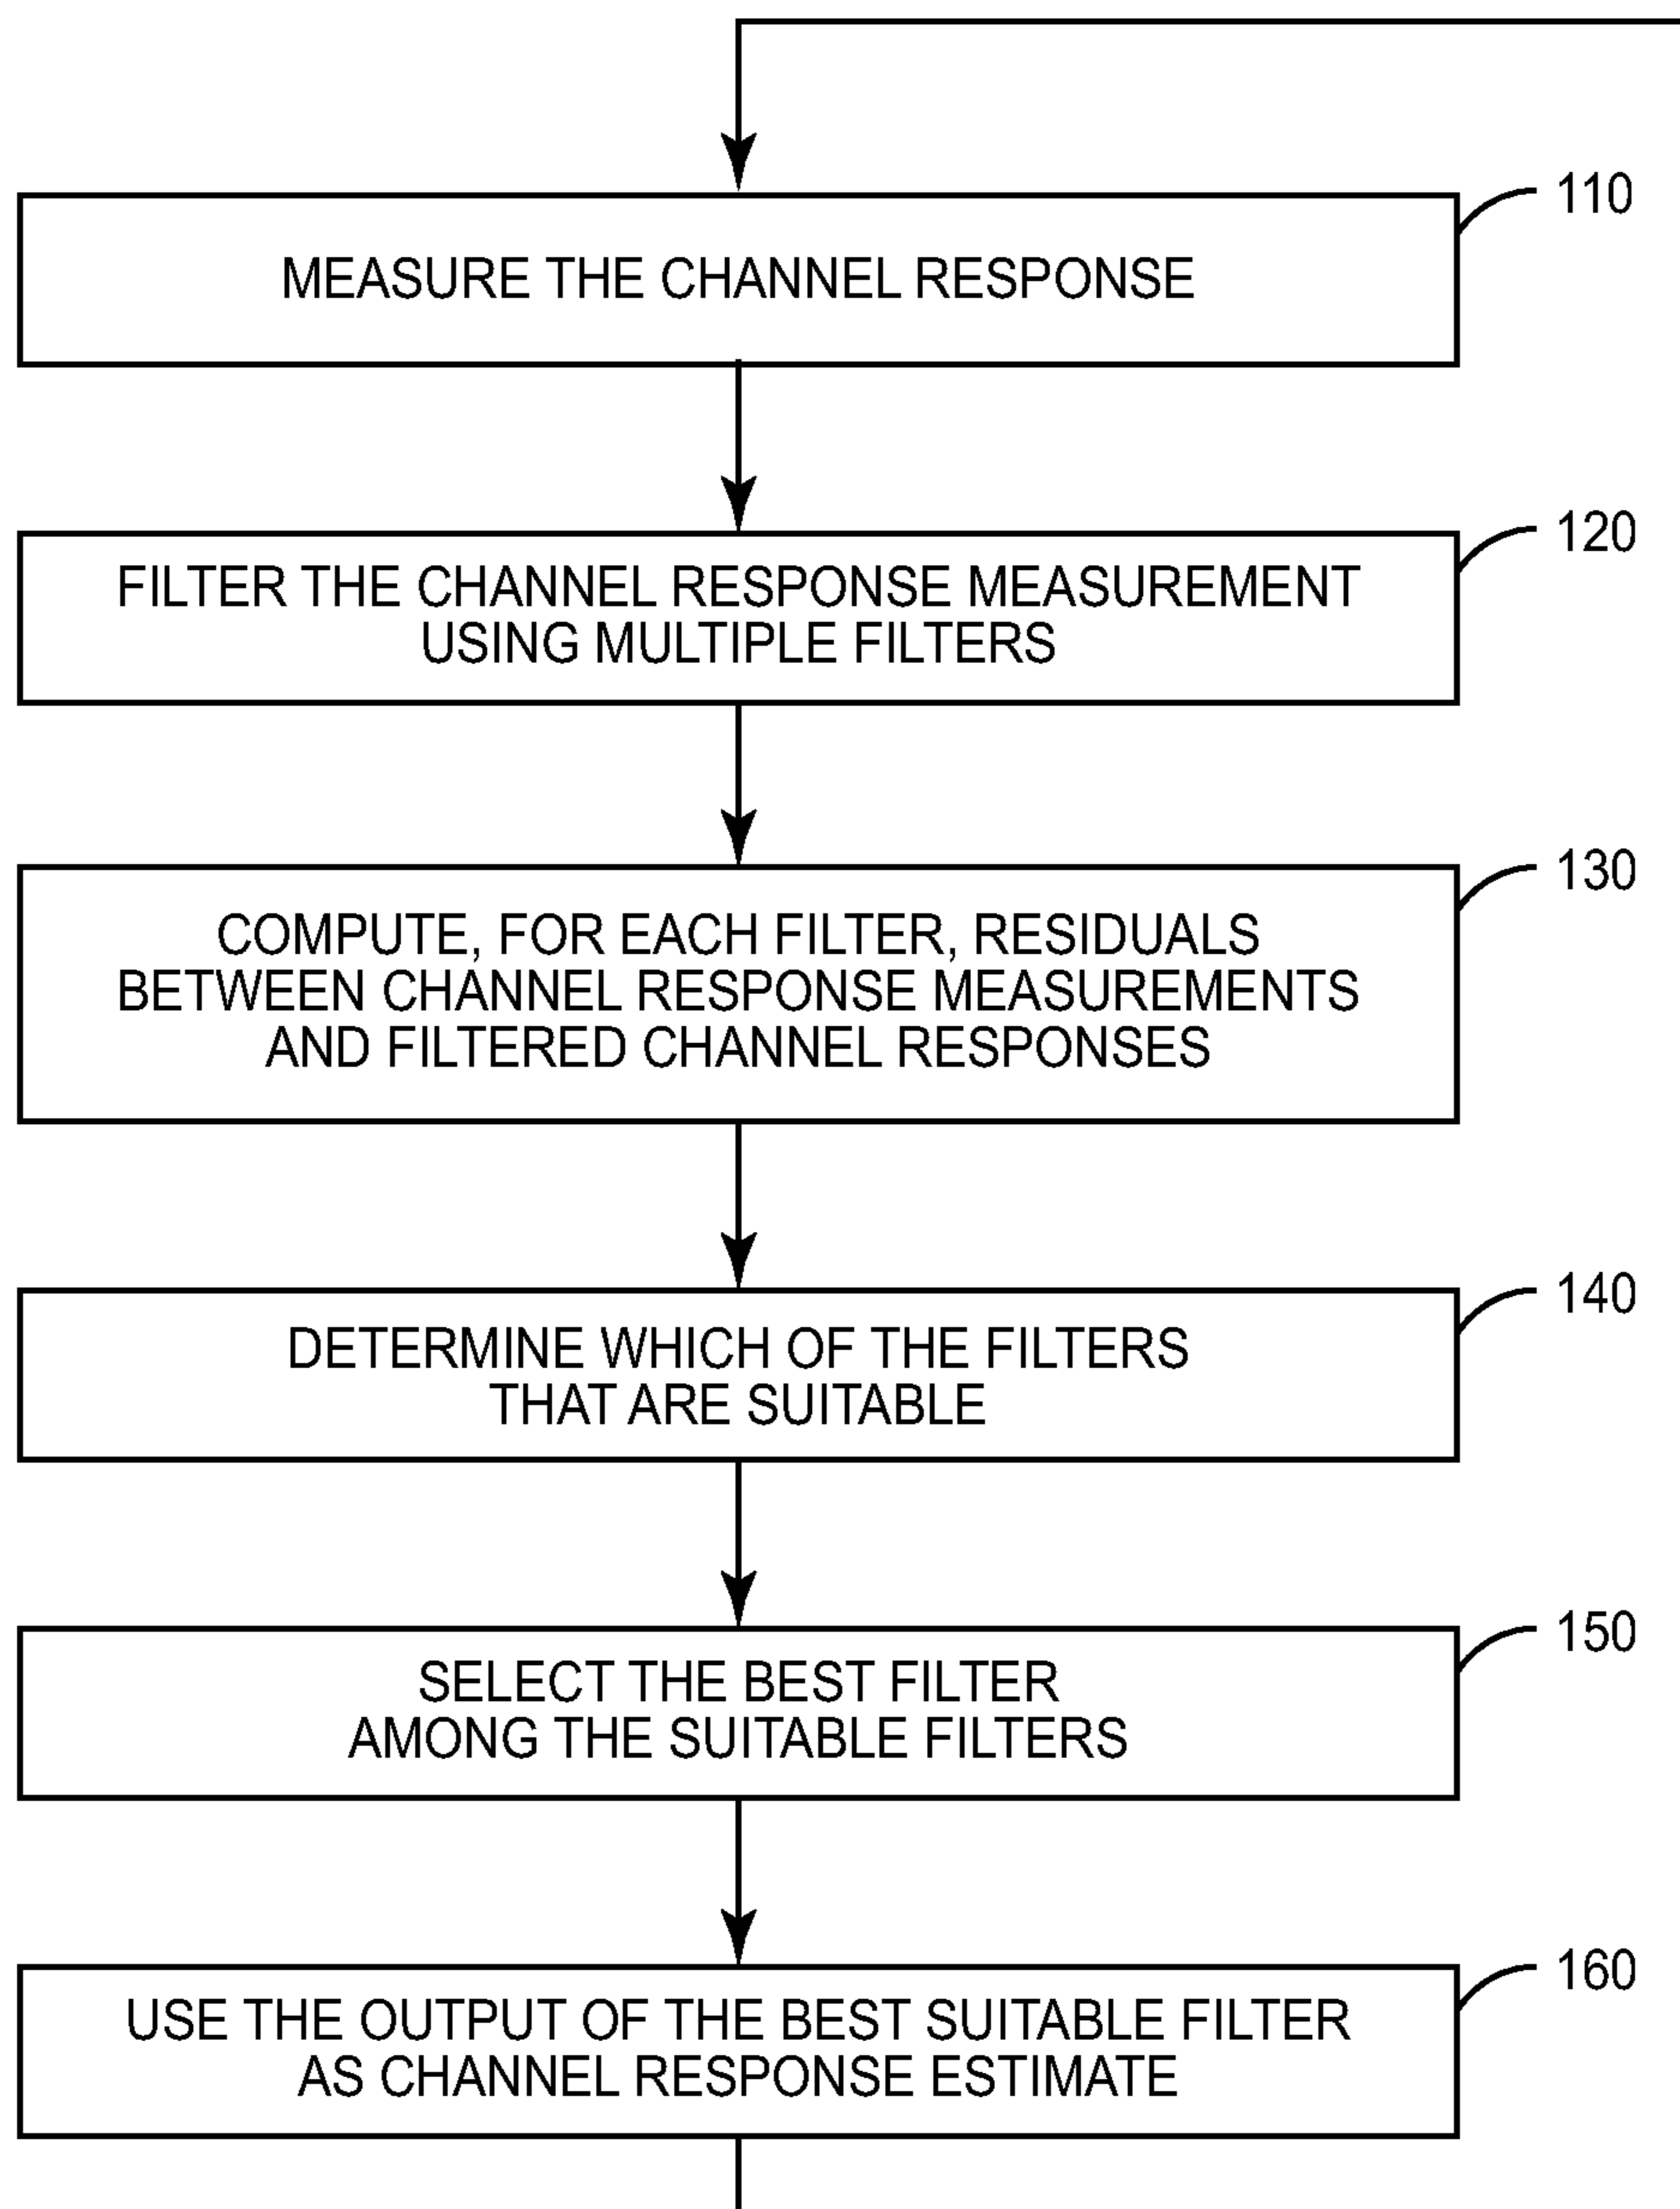 110
MEASURE THE CHANNEL RESPONSE
120
FILTER THE CHANNEL RESPONSE MEASUREMENT
USING MULTIPLE FILTERS
130
COMPUTE, FOR EACH FILTER, RESIDUALS
BETWEEN CHANNEL RESPONSE MEASUREMENTS
AND FILTERED CHANNEL RESPONSES
140
DETERMINE WHICH OF THE FILTERS
THAT ARE SUITABLE
150
SELECT THE BEST FILTER
AMONG THE SUITABLE FILTERS
160
USE THE OUTPUT OF THE BEST SUITABLE FILTER
AS CHANNEL RESPONSE ESTIMATE